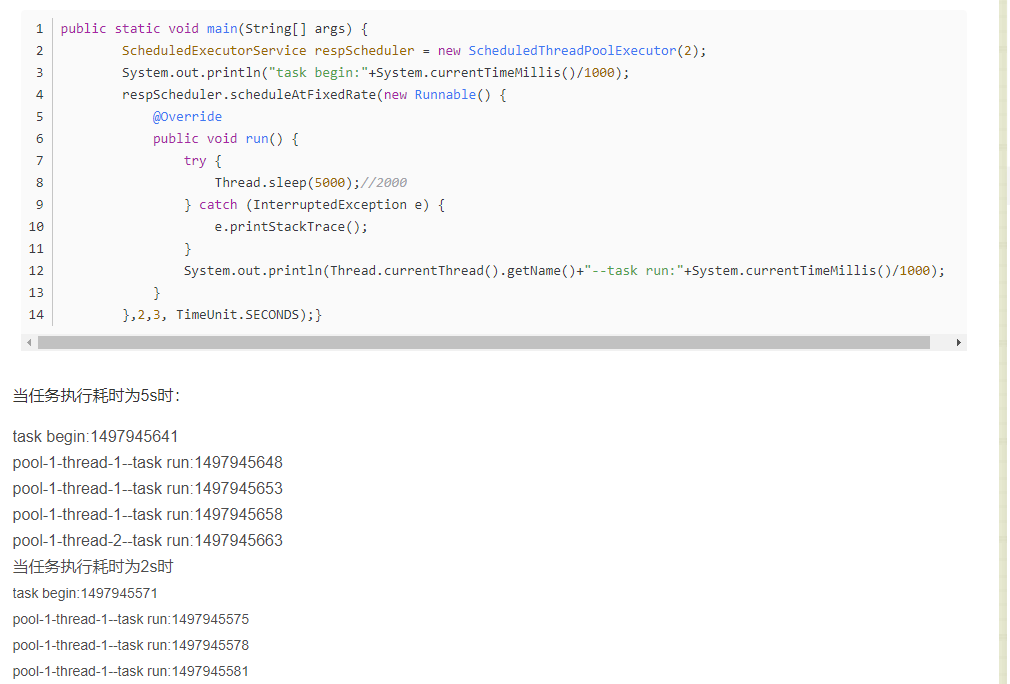 1 public static void main(String[] args) {
2 ScheduledExecutorService respScheduler = new ScheduledThreadPoolExecutor(2);
3 System.out.println("task begin:"+System.currentTimeMillis()/1000);
4 respScheduler.scheduleAtFixedRate(new Runnable() {
5 @Override
6 public void run() {
7 try {
8 Thread.sleep(5000);//2000
9 } catch (InterruptedException e) {
10 e.printStackTrace();
11 }
12 System.out.println(Thread.currentThread().getName()+"--task run:"+System.currentTimeMillis()/1000);
13 }
14 },2,3, TimeUnit.SECONDS);}
当任务执行耗时为5s时：
task begin:1497945641
pool-1-thread-1--task run:1497945648
pool-1-thread-1--task run:1497945653
pool-1-thread-1--task run:1497945658
pool-1-thread-2--task run:1497945663
当任务执行耗时为2s时
task begin:1497945571
pool-1-thread-1--task run:1497945575
pool-1-thread-1--task run:1497945578
pool-1-thread-1--task run:1497945581